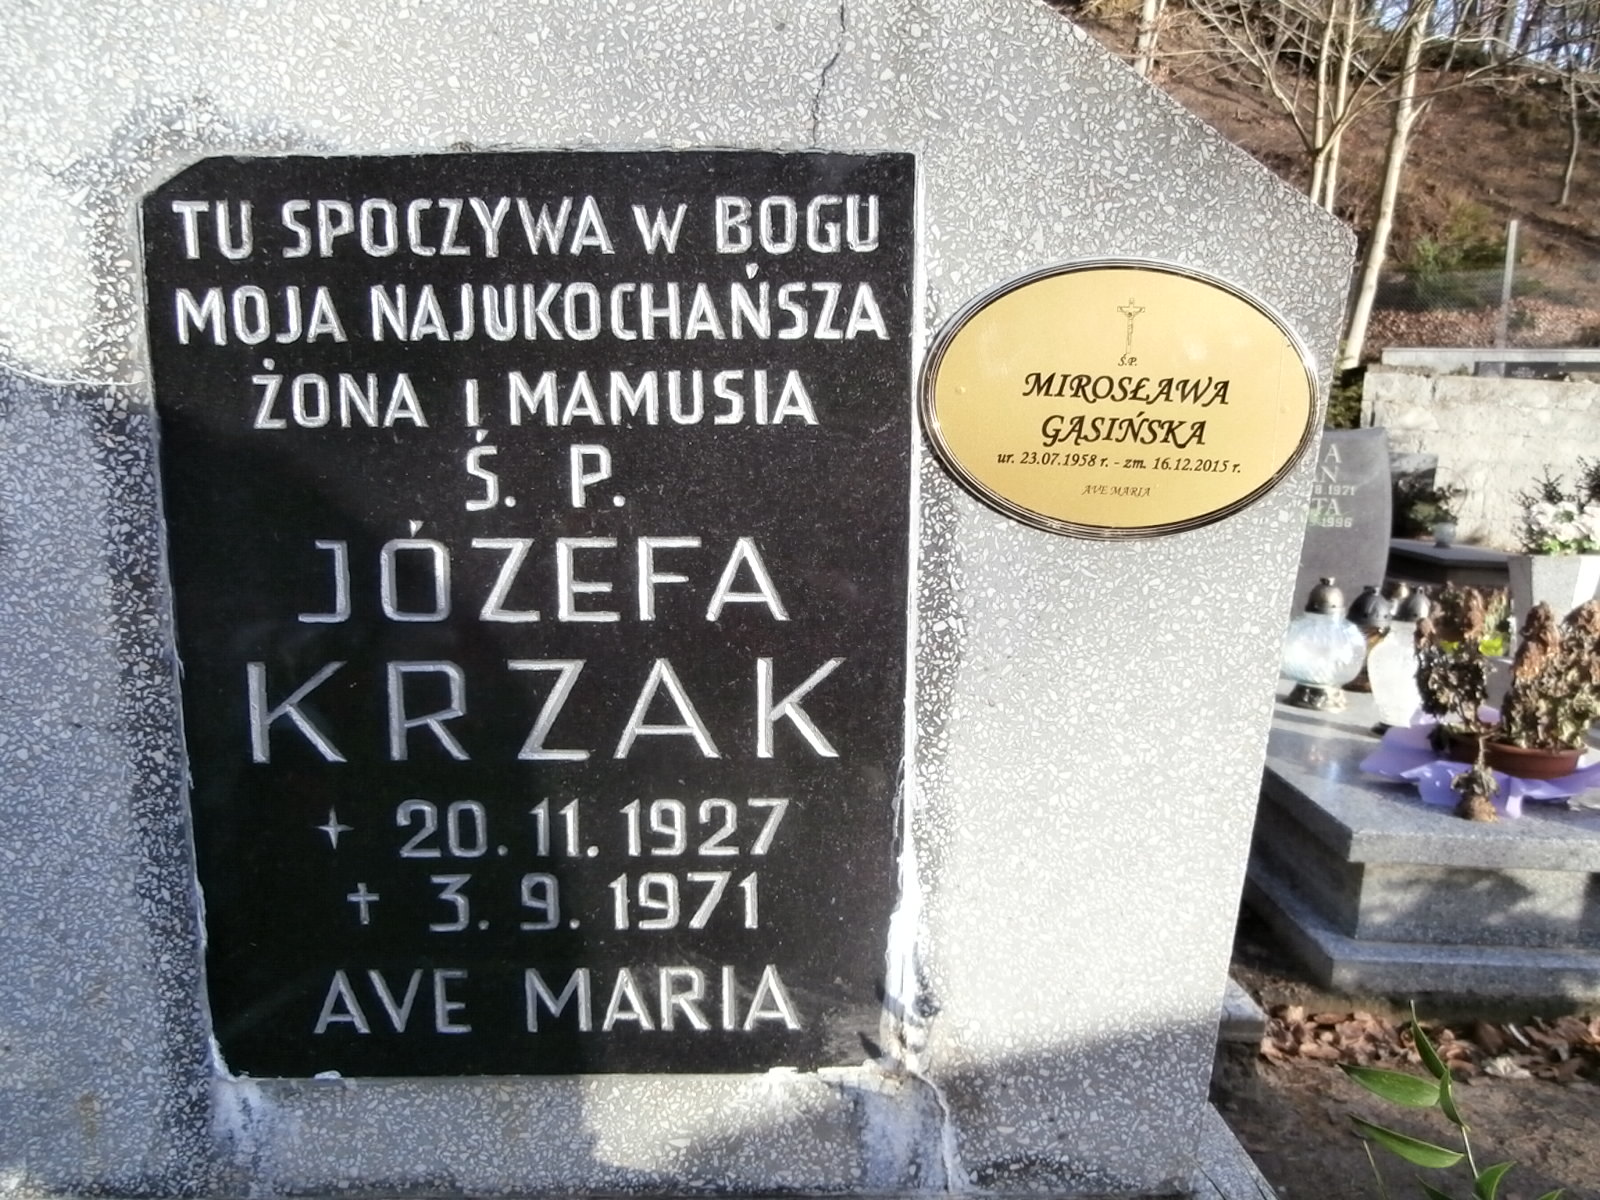 TU SPOCZYWA W BOGU
MOJA NAJUKOCHAŃSZA
ŻONA I MAMUSIA
Ś. P.
JÓZEFA
KRZAK
+ 20.11.1927
† 3.9.1971
AVE MARIA
Ś.P.
MIROSŁAWA
GĄSIŃSKA
ur. 23.07.1958 r. - zm. 16.12.2015 r.
AVE MARIA